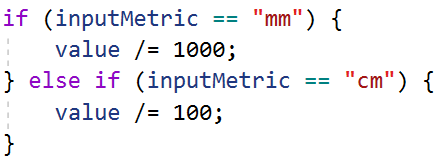 if (inputMetric == "mm") {
    value /= 1000;
} else if (inputMetric == "cm") {
    value /= 100;
}